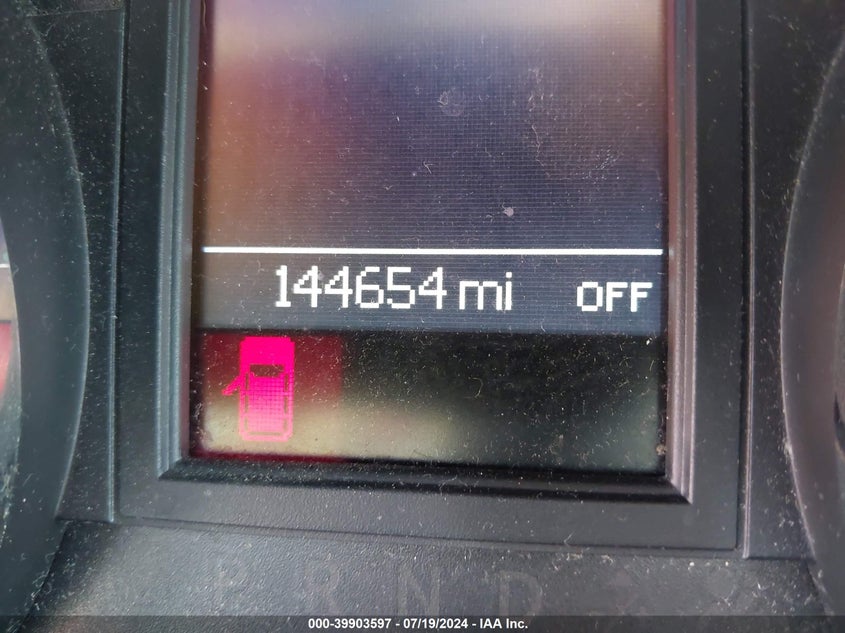 144654 mi OFF
P R N D
000-39903597 - 07/19/2024 - IAA Inc.